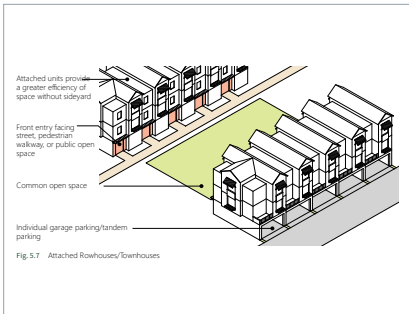 Attached units provide
a greater efficiency of
space without sideyard
Front entry facing
street, pedestrian
walkway, or public open
space
Common open space
Individual garage parking/tandem
parking
Fig. 5.7 Attached Rowhouses/Townhouses